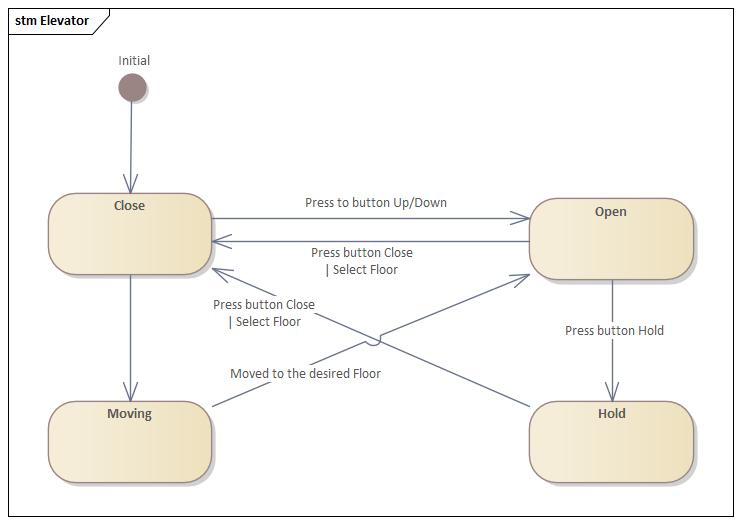 stm Elevator
Initial
Close
Press to button Up/Down
Open
Press button Close
| Select Floor
Press button Close
| Select Floor
Press button Hold
Moved to the desired Floor
Moving
Hold